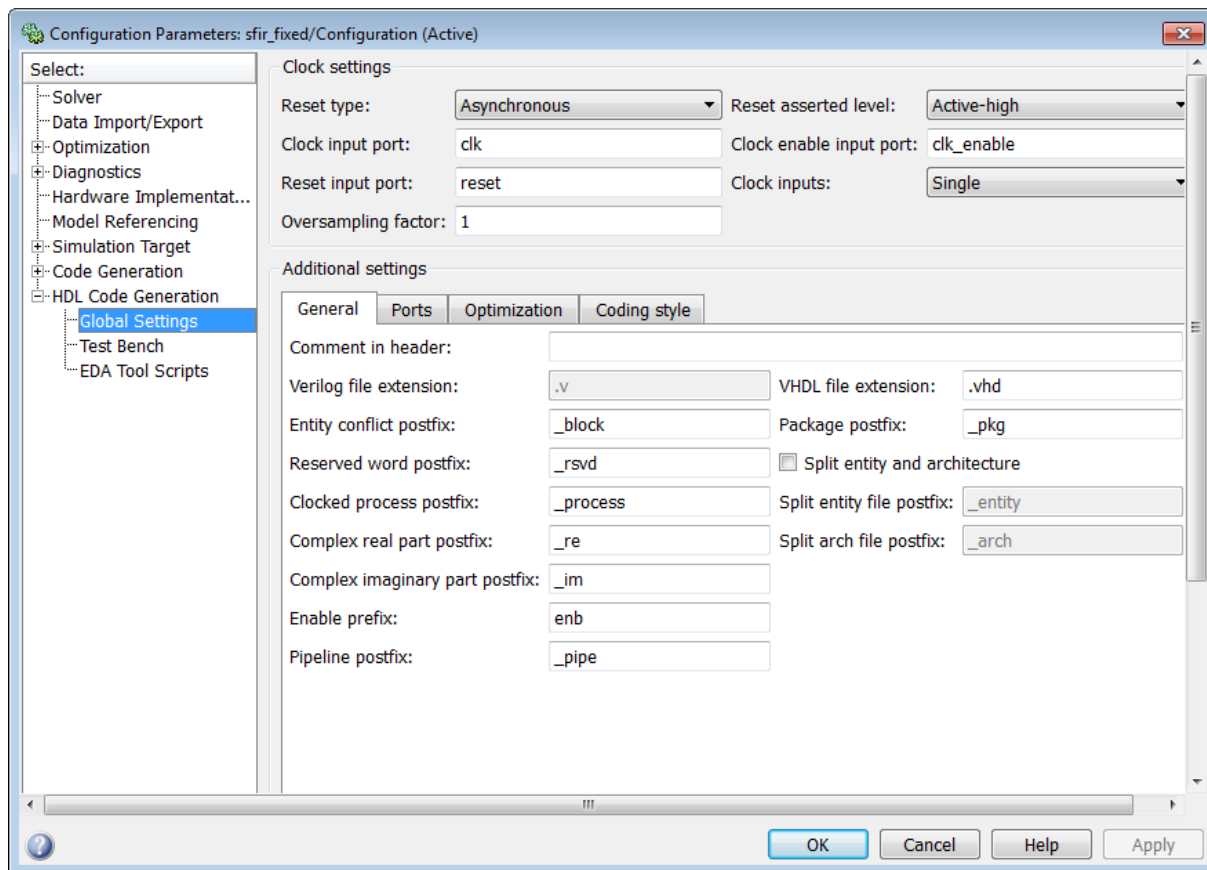 Configuration Parameters: sfir_fixed/Configuration (Active)
Select:
Solver
Data Import/Export
Optimization
Diagnostics
Hardware Implementat...
Model Referencing
Simulation Target
Code Generation
HDL Code Generation
Global Settings
Test Bench
EDA Tool Scripts
Clock settings
Reset type: Asynchronous Reset asserted level: Active-high
Clock input port: clk Clock enable input port: clk_enable
Reset input port: reset Clock inputs: Single
Oversampling factor: 1
Additional settings
General Ports Optimization Coding style
Comment in header:
Verilog file extension: .v VHDL file extension: .vhd
Entity conflict postfix: _block Package postfix: _pkg
Reserved word postfix: _rsvd Split entity and architecture
Clocked process postfix: _process Split entity file postfix: _entity
Complex real part postfix: _re Split arch file postfix: _arch
Complex imaginary part postfix: _im
Enable prefix: enb
Pipeline postfix: _pipe
OK Cancel Help Apply